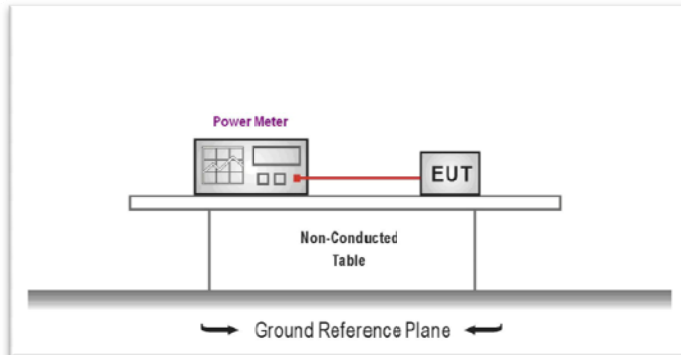 Power Meter
EUT
Non-Conducted
Table
Ground Reference Plane